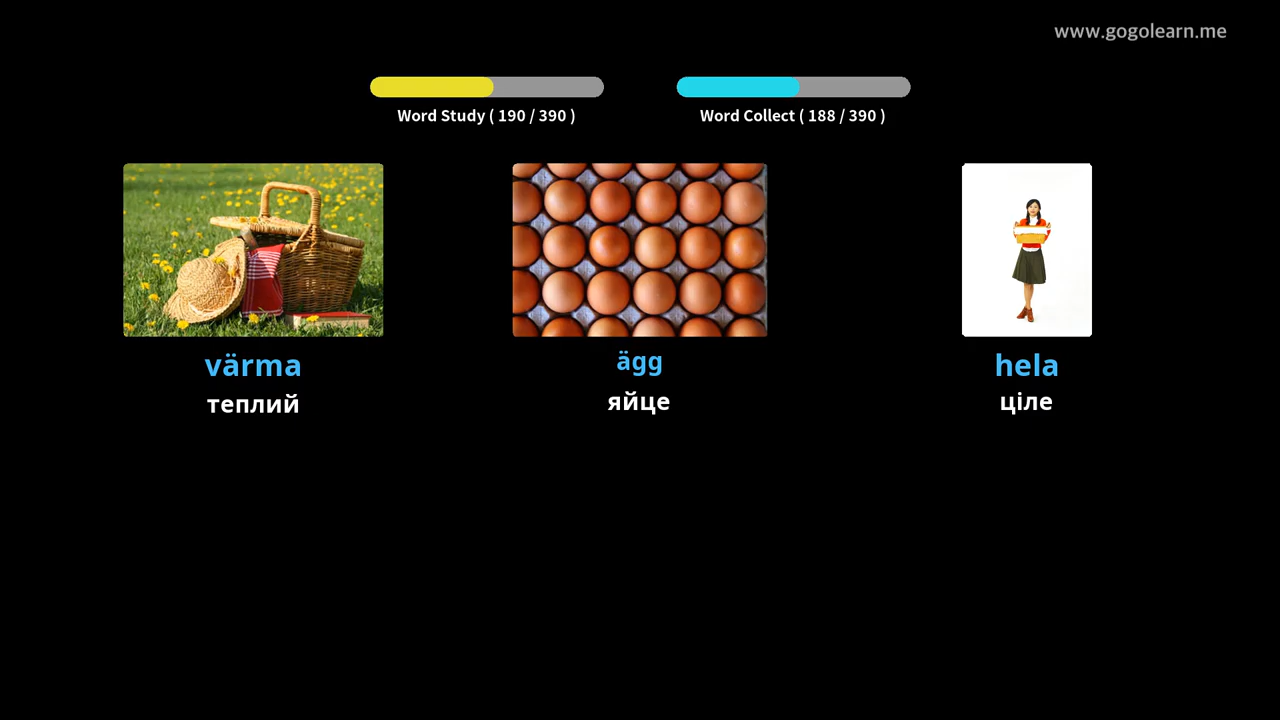 www.gogolearn.me
Word Study ( 190 / 390 )
Word Collect ( 188 / 390 )
värma
ägg
hela
теплий
яйце
ціле